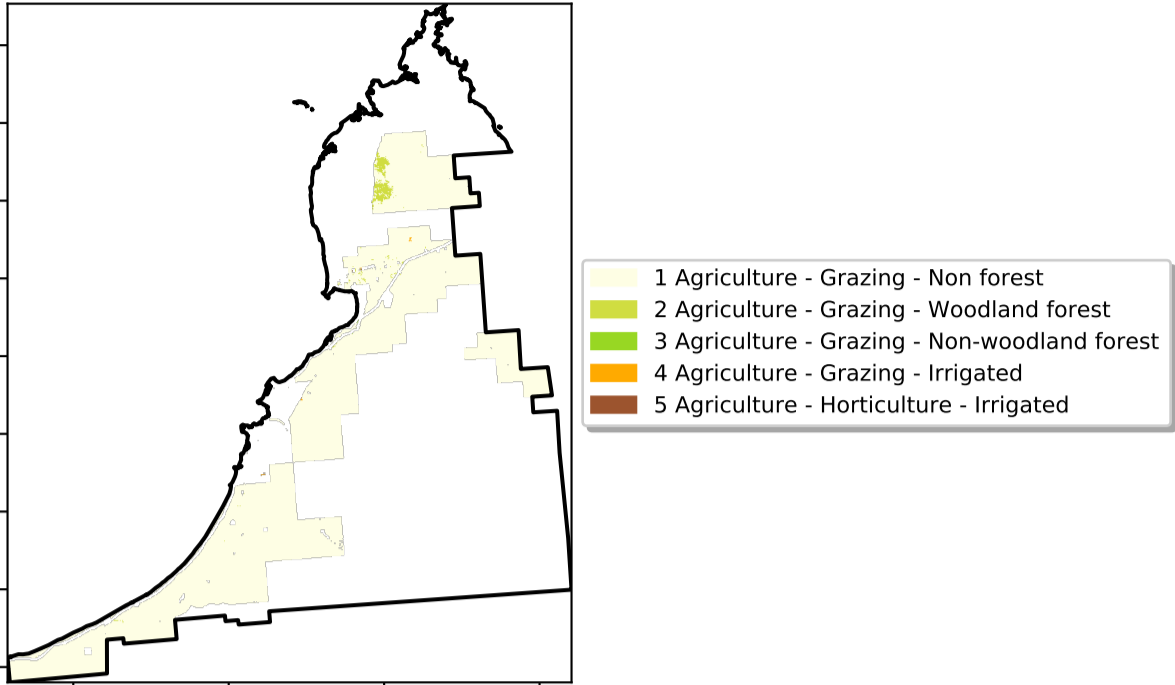 1 Agriculture - Grazing - Non forest
2 Agriculture - Grazing - Woodland forest
3 Agriculture - Grazing - Non-woodland forest
4 Agriculture - Grazing - Irrigated
5 Agriculture - Horticulture - Irrigated